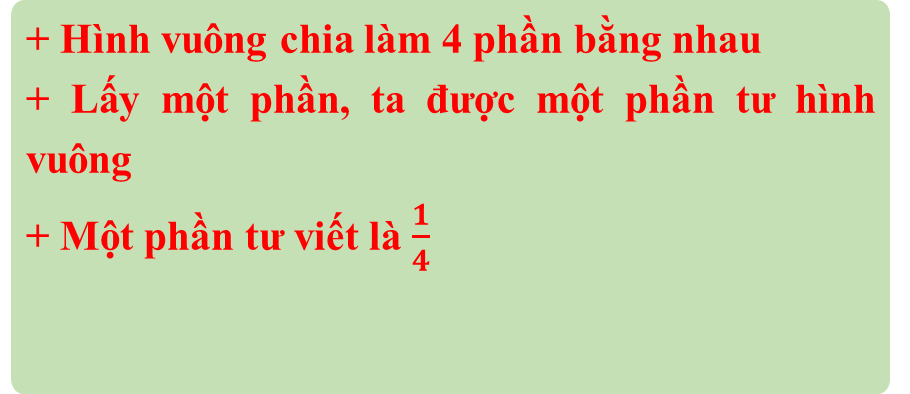 + Hình vuông chia làm 4 phần bằng nhau
+ Lấy một phần, ta được một phần tư hình
vuông
+ Một phần tư viết là 1/4